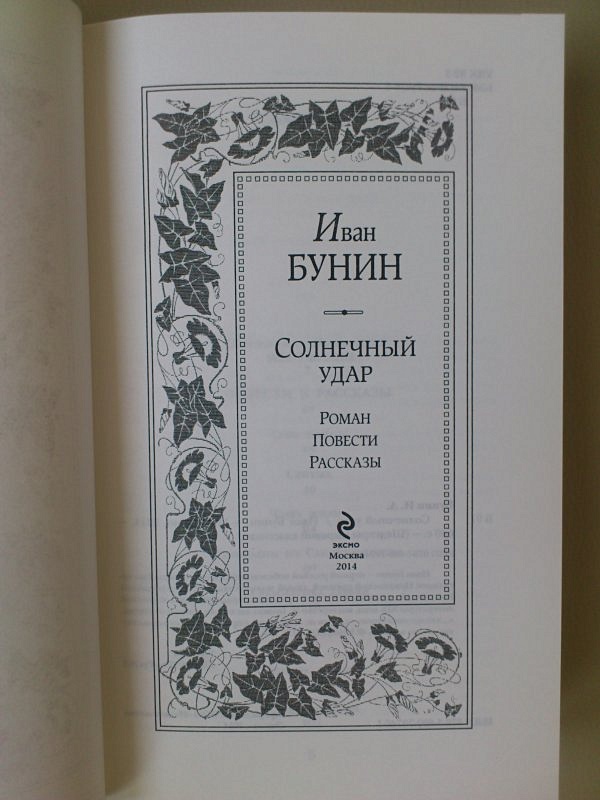 Иван
БУНИН
СОЛНЕЧНЫЙ
УДАР
РОМАН
ПОВЕСТИ
РАССКАЗЫ
ЭКСМО
Москва
2014